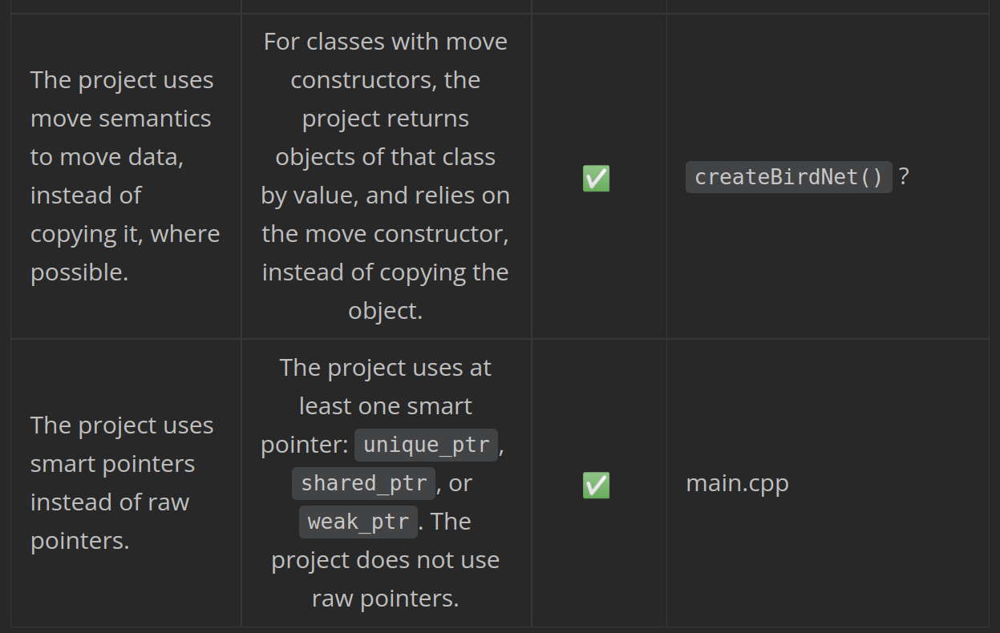 The project uses
move semantics
to move data,
instead of
copying it, where
possible.
For classes with move
constructors, the
project returns
objects of that class
by value, and relies on
the move constructor,
instead of copying the
object.
✅
createBirdNet() ?
The project uses
smart pointers
instead of raw
pointers.
The project uses at
least one smart
pointer: unique_ptr,
shared_ptr, or
weak_ptr. The
project does not use
raw pointers.
✅
main.cpp